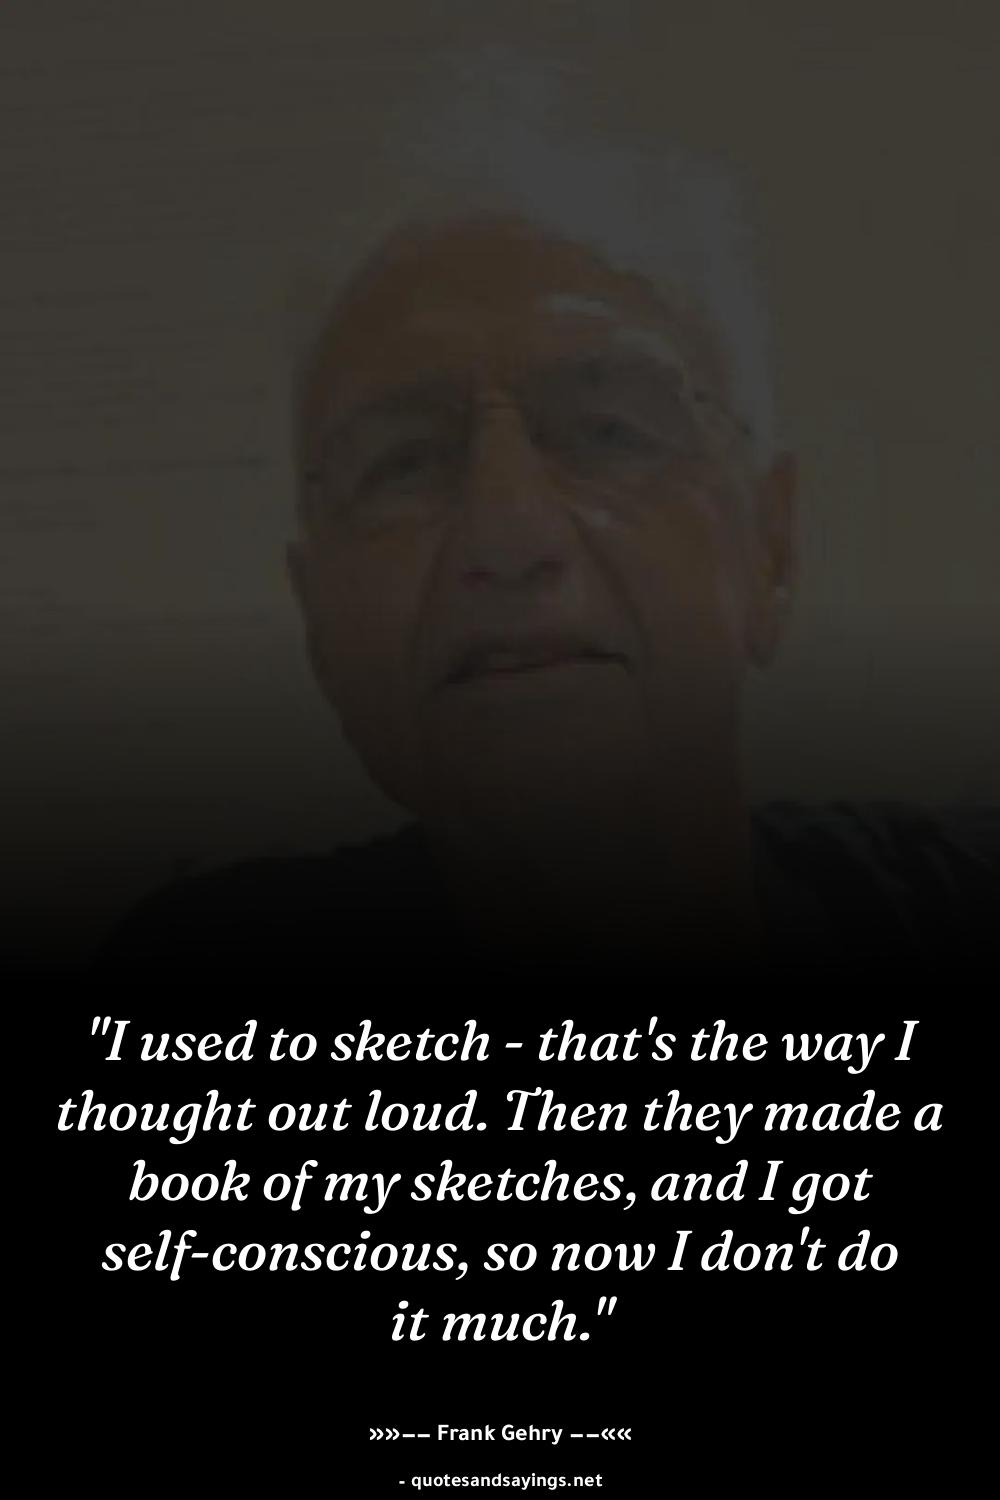 "I used to sketch - that's the way I
thought out loud. Then they made a
book of my sketches, and I got
self-conscious, so now I don't do
it much."
»»–– Frank Gehry ––««
- quotesandsayings.net